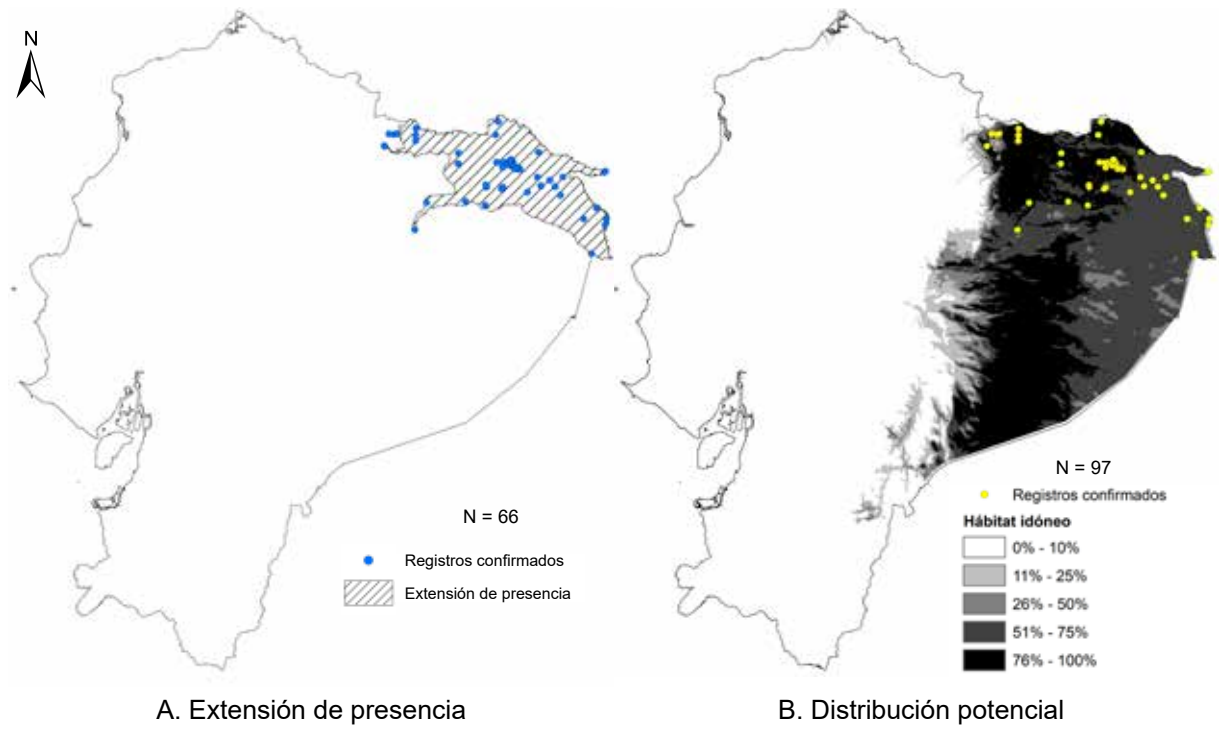 N
N = 66
Registros confirmados
Extensión de presencia
A. Extensión de presencia
N = 97
Registros confirmados
Hábitat idóneo
0% - 10%
11% - 25%
26% - 50%
51% - 75%
76% - 100%
B. Distribución potencial